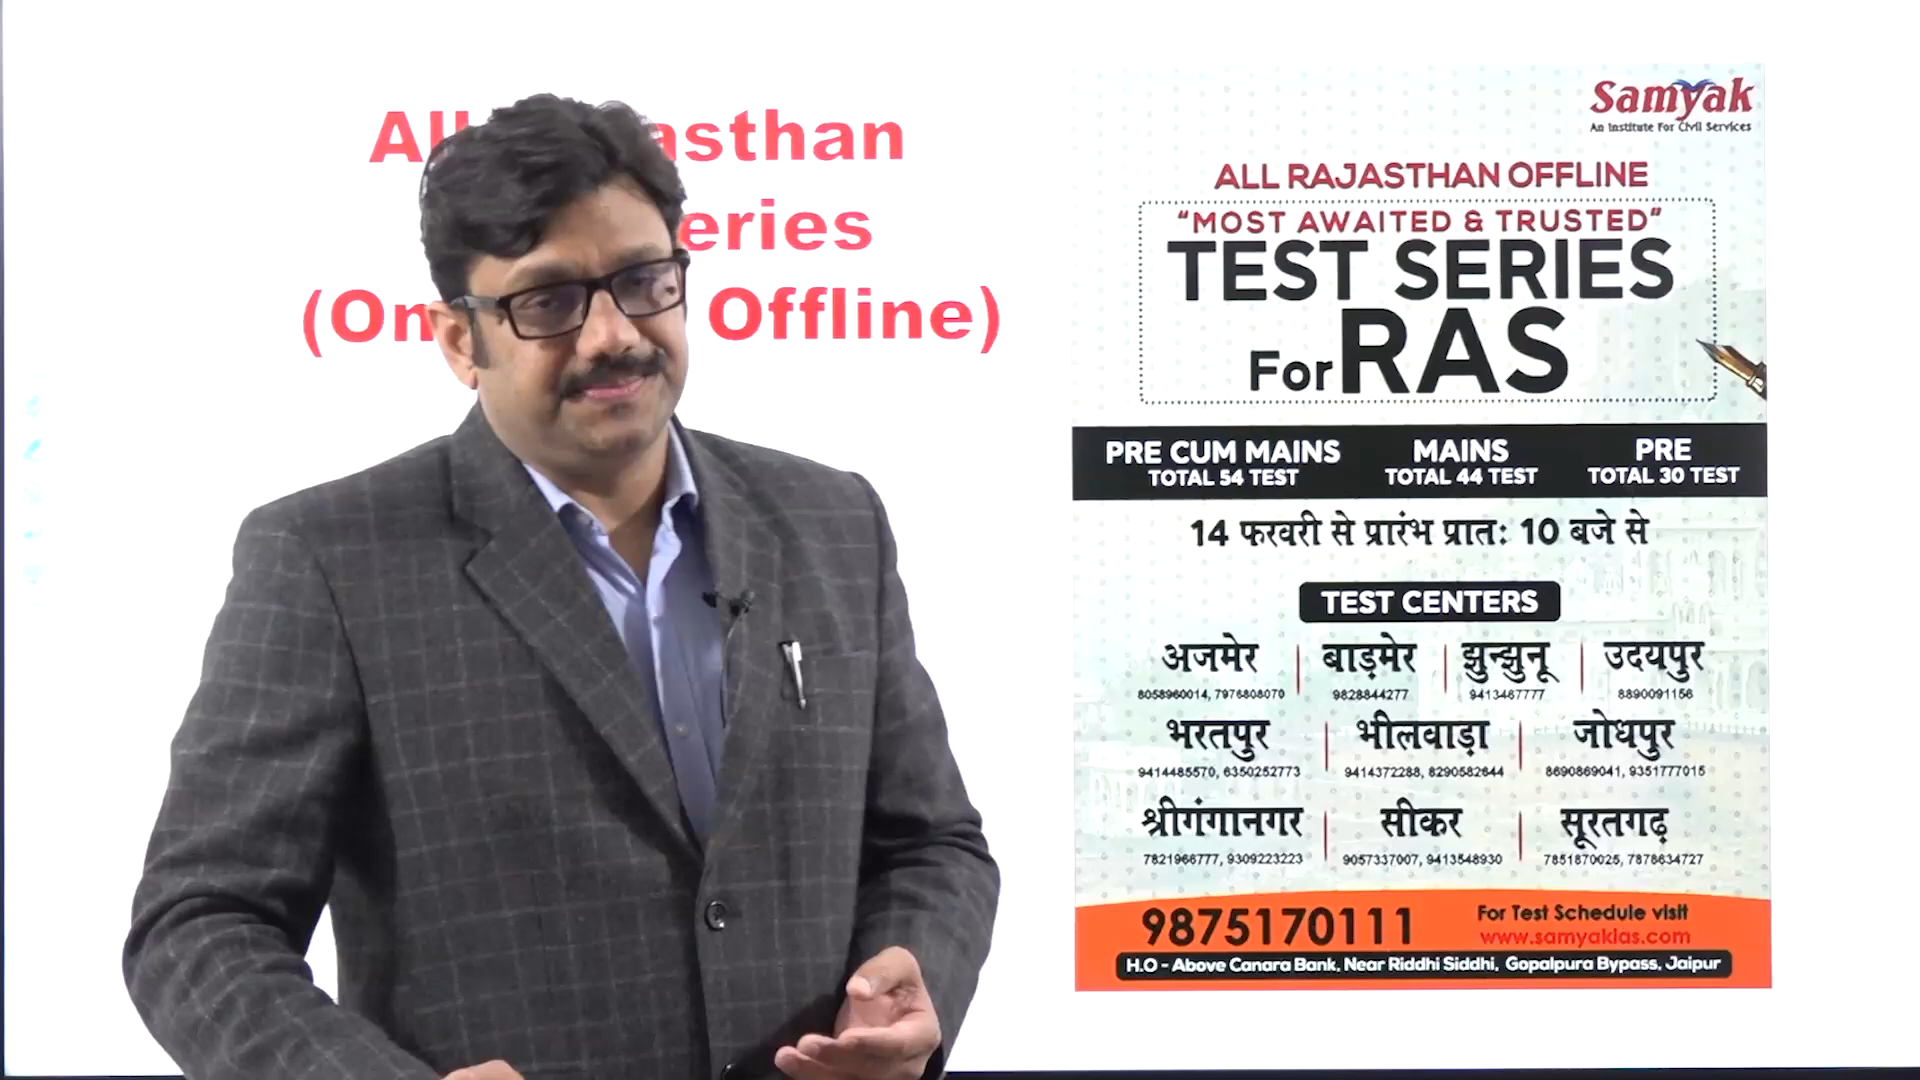 All asthan
eries
(On Offline)
Samyak
An Institute For Civil Services
ALL RAJASTHAN OFFLINE
"MOST AWAITED & TRUSTED"
TEST SERIES
For RAS
PRE CUM MAINS MAINS PRE
TOTAL 54 TEST TOTAL 44 TEST TOTAL 30 TEST
14 फरवरी से प्रारंभ प्रातः 10 बजे से
TEST CENTERS
अजमेर बाड़मेर झुन्झुनू उदयपुर
8058960014, 7976808070 9828844277 9413467777 8890091156
भरतपुर भीलवाड़ा जोधपुर
9414485570, 6350252773 9414372288, 8290582644 8690869041, 9351777015
श्रीगंगानगर सीकर सूरतगढ़
7821966777, 9309223223 9057337007, 9413548930 7851870025, 7878634727
9875170111 For Test Schedule visit
www.samyakias.com
H.O - Above Canara Bank, Near Riddhi Siddhi, Gopalpura Bypass, Jaipur